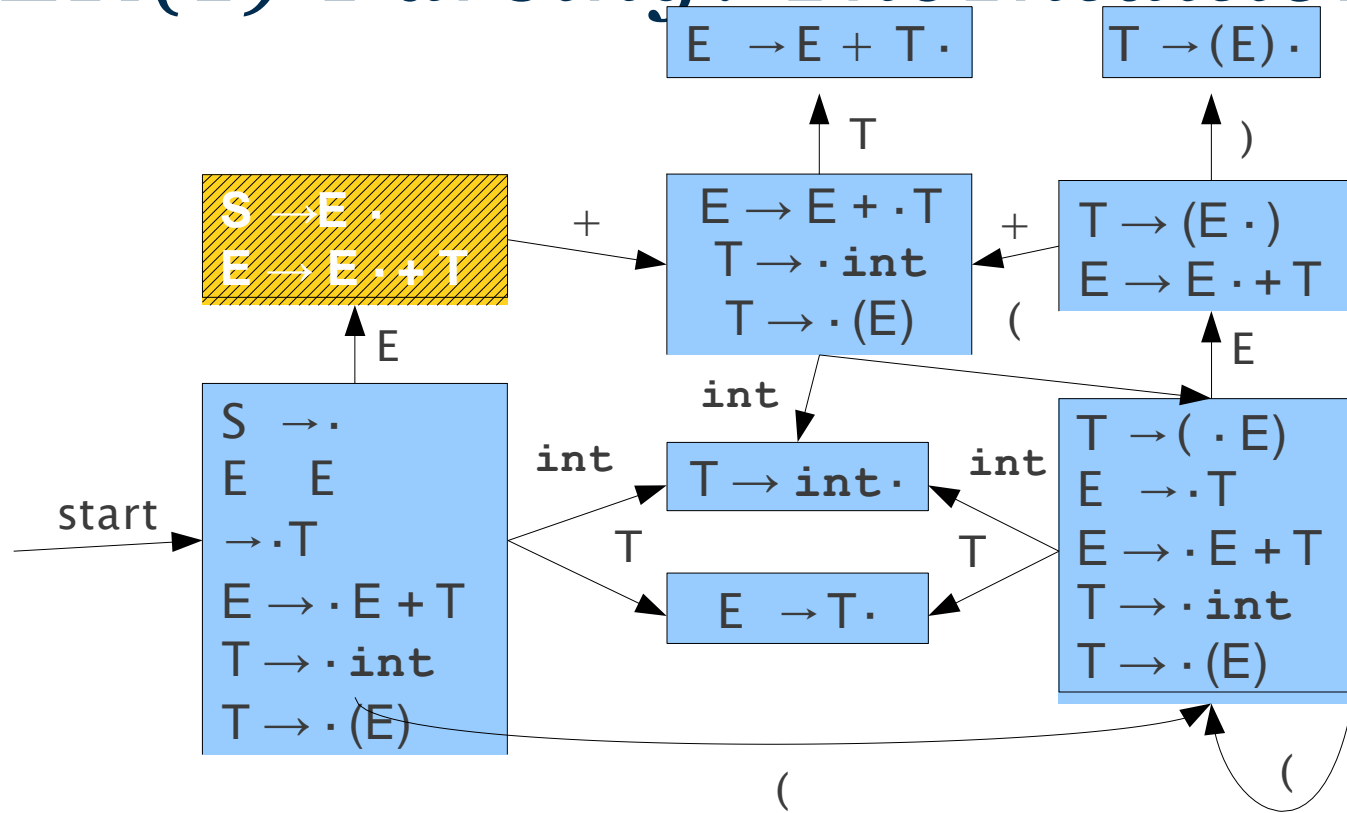 E → E + T ·
T → (E) ·
T
)
S → E ·
E → E · + T
+
E → E + · T
T → · int
T → · (E)
+
T → (E · )
E → E · + T
E
(
E
int
S → ·
E E
→ · T
E → · E + T
T → · int
T → · (E)
start
int
T
T → int ·
E → T ·
int
T
T → ( · E)
E → · T
E → · E + T
T → · int
T → · (E)
(
(